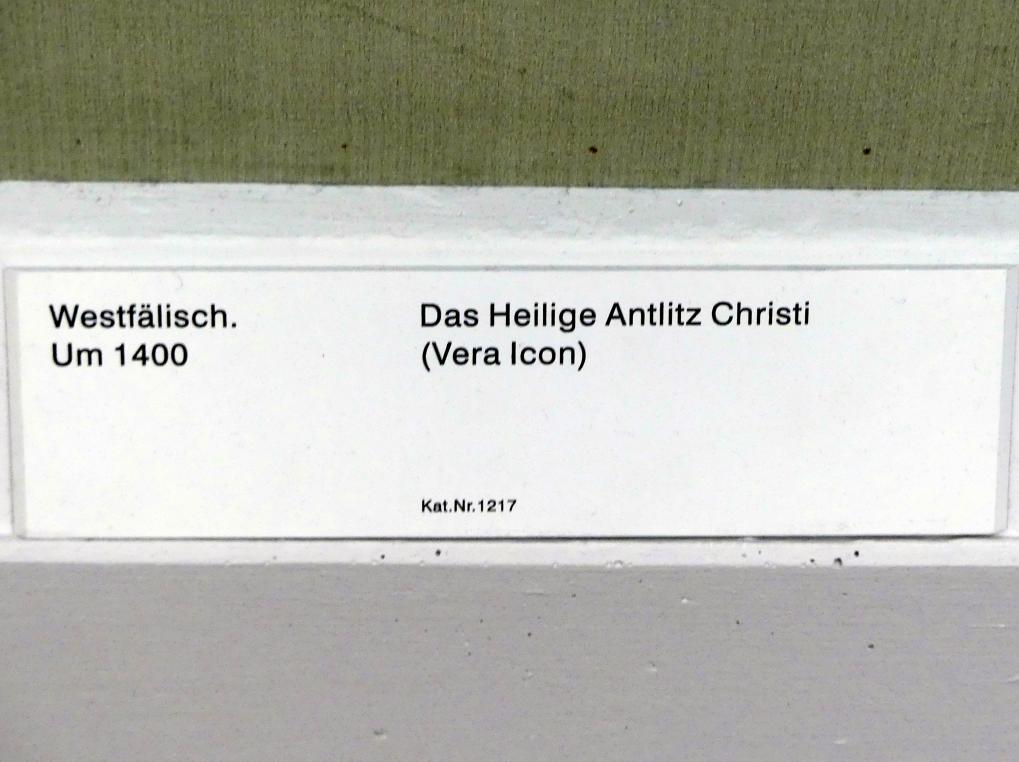 Westfälisch.
Um 1400
Das Heilige Antlitz Christi
(Vera Icon)
Kat.Nr.1217